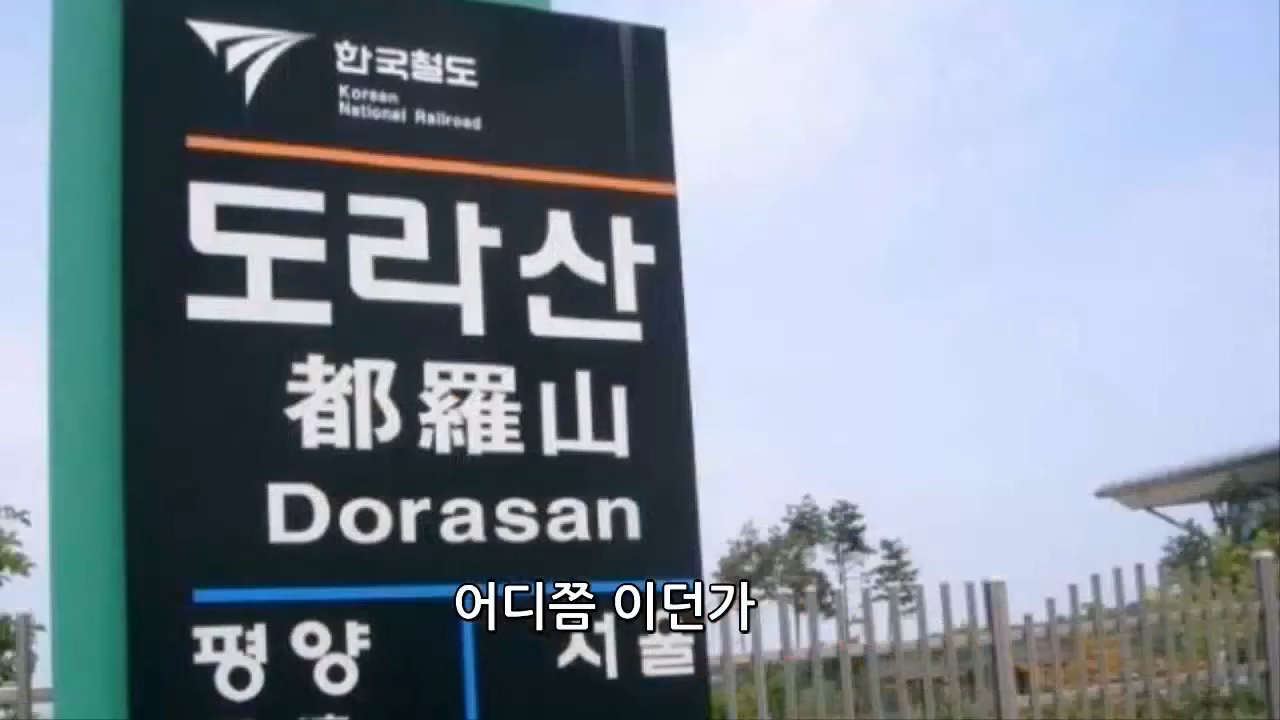 한국철도
Korean
National Railroad
도라산
都羅山
Dorasan
어디쯤 이던가
평양 서울